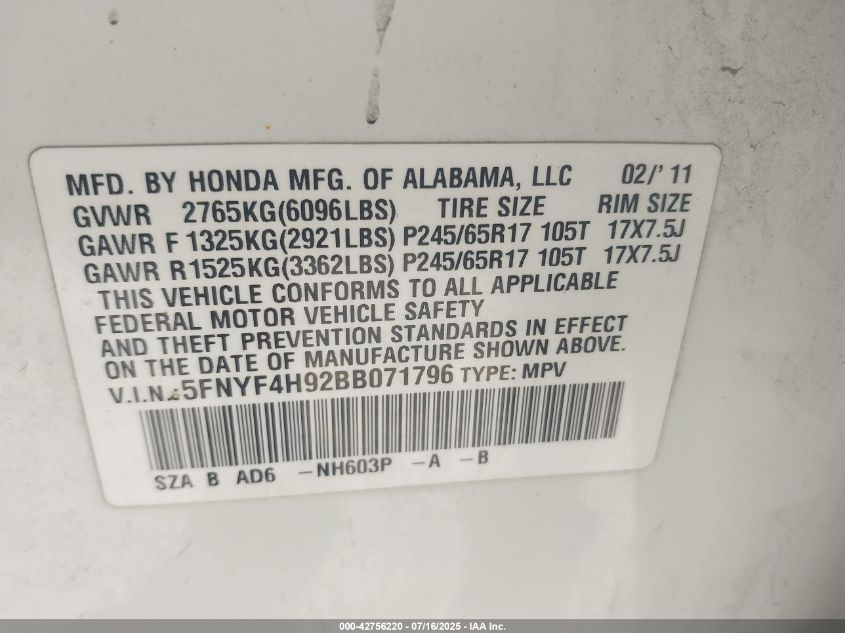 MFD. BY HONDA MFG. OF ALABAMA, LLC 02/'11
GVWR 2765KG(6096LBS) TIRE SIZE RIM SIZE
GAWR F 1325KG(2921LBS) P245/65R17 105T 17X7.5J
GAWR R1525KG(3362LBS) P245/65R17 105T 17X7.5J
THIS VEHICLE CONFORMS TO ALL APPLICABLE
FEDERAL MOTOR VEHICLE SAFETY
AND THEFT PREVENTION STANDARDS IN EFFECT
ON THE DATE OF MANUFACTURE SHOWN ABOVE.
V.I.N.: 5FNYF4H92BB071796 TYPE: MPV
SZA B AD6 -NH603P -A -B
000-42756220 - 07/16/2025 - IAA Inc.